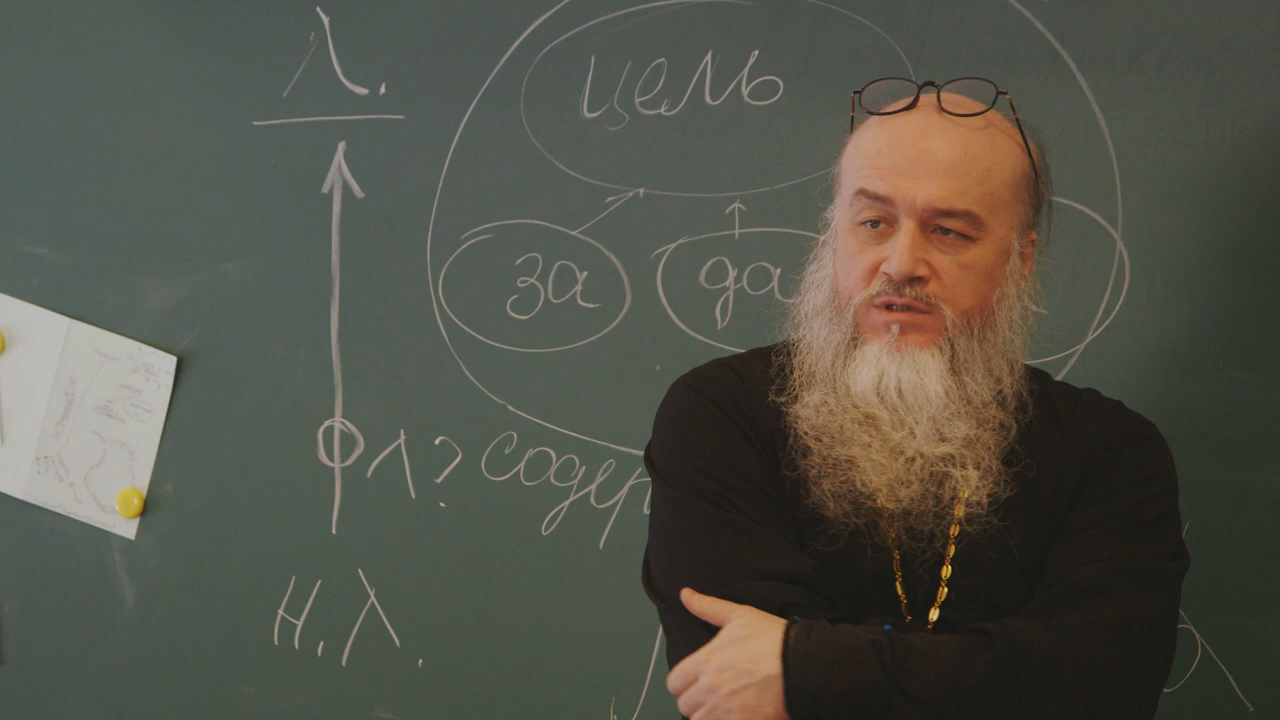 λ.
цель
за да
λ? содер
Н. λ.